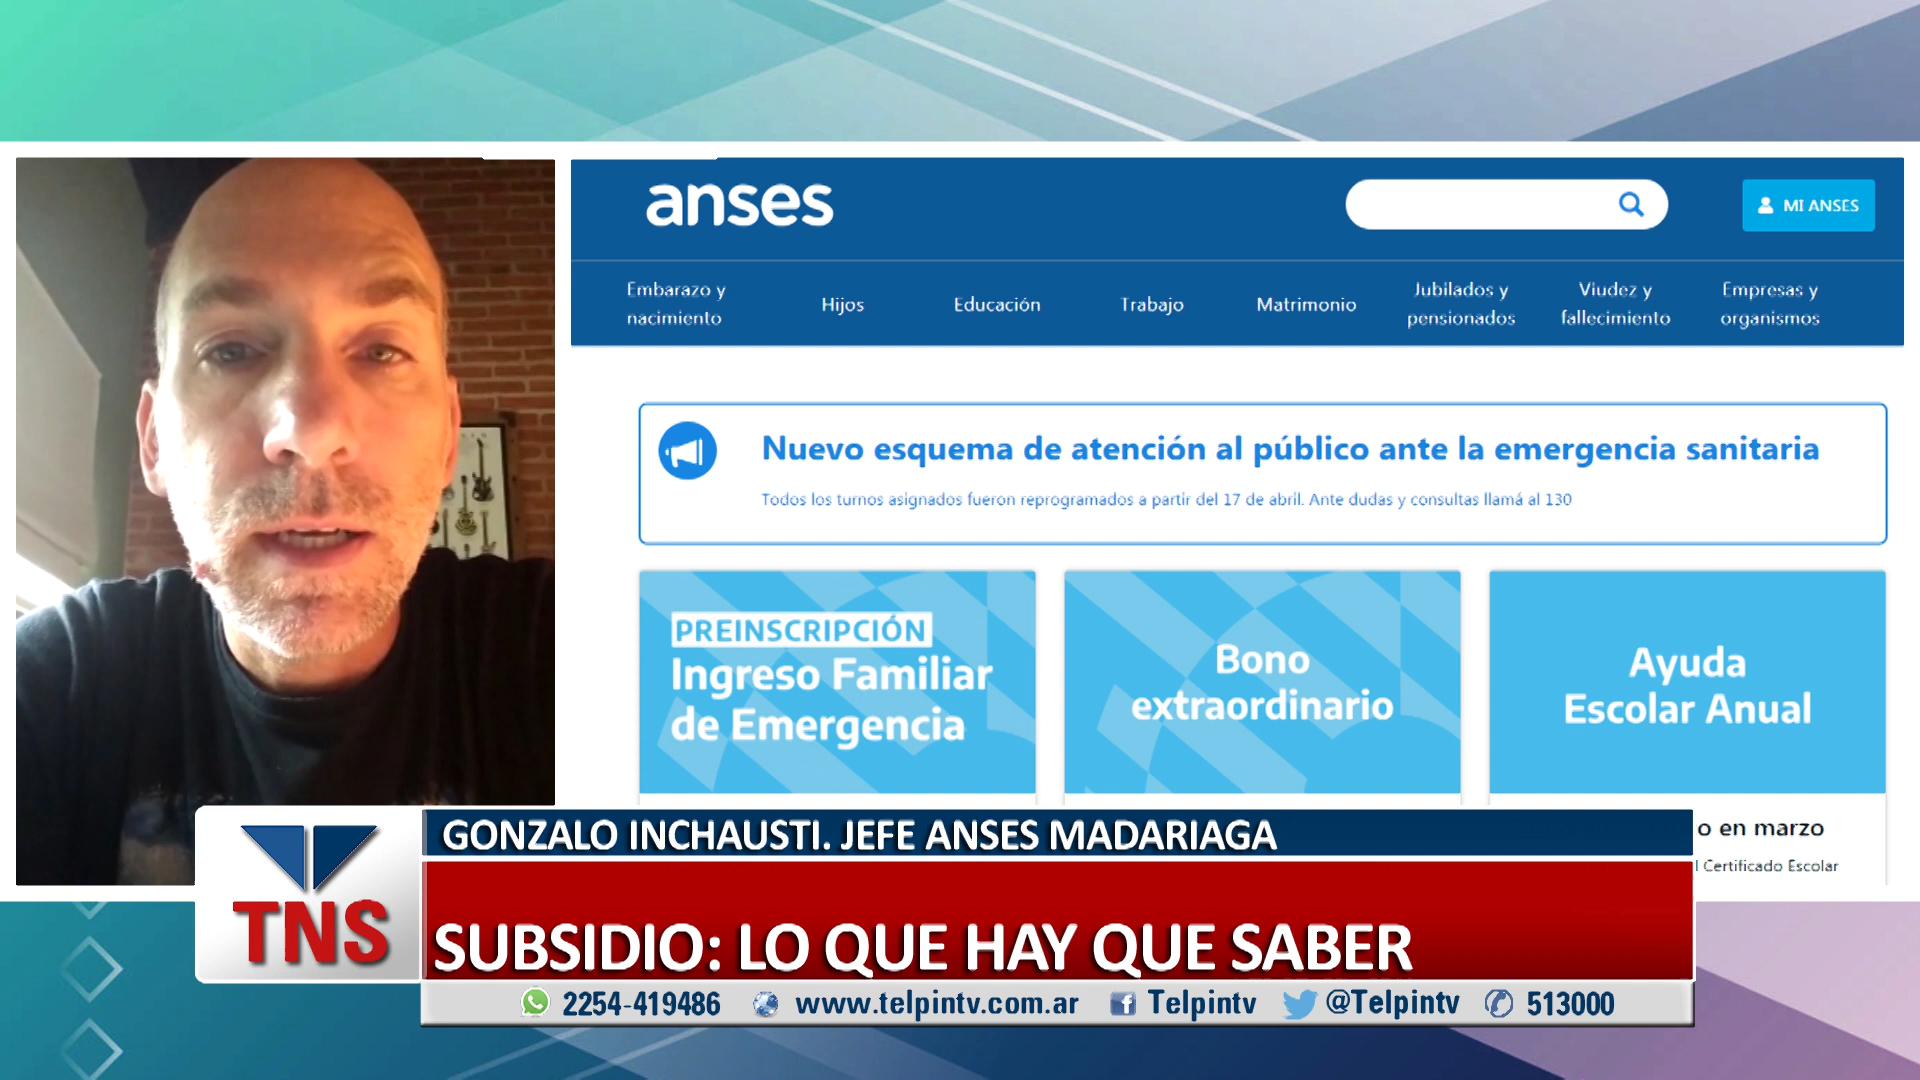 anses
MI ANSES
Embarazo y
nacimiento
Hijos
Educación
Trabajo
Matrimonio
Jubilados y
pensionados
Viudez y
fallecimiento
Empresas y
organismos
Nuevo esquema de atención al público ante la emergencia sanitaria
Todos los turnos asignados fueron reprogramados a partir del 17 de abril. Ante dudas y consultas llamá al 130
PREINSCRIPCIÓN
Ingreso Familiar
de Emergencia
Bono
extraordinario
Ayuda
Escolar Anual
o en marzo
l Certificado Escolar
GONZALO INCHAUSTI. JEFE ANSES MADARIAGA
TNS
SUBSIDIO: LO QUE HAY QUE SABER
2254-419486 www.telpintv.com.ar Telpintv @Telpintv 513000